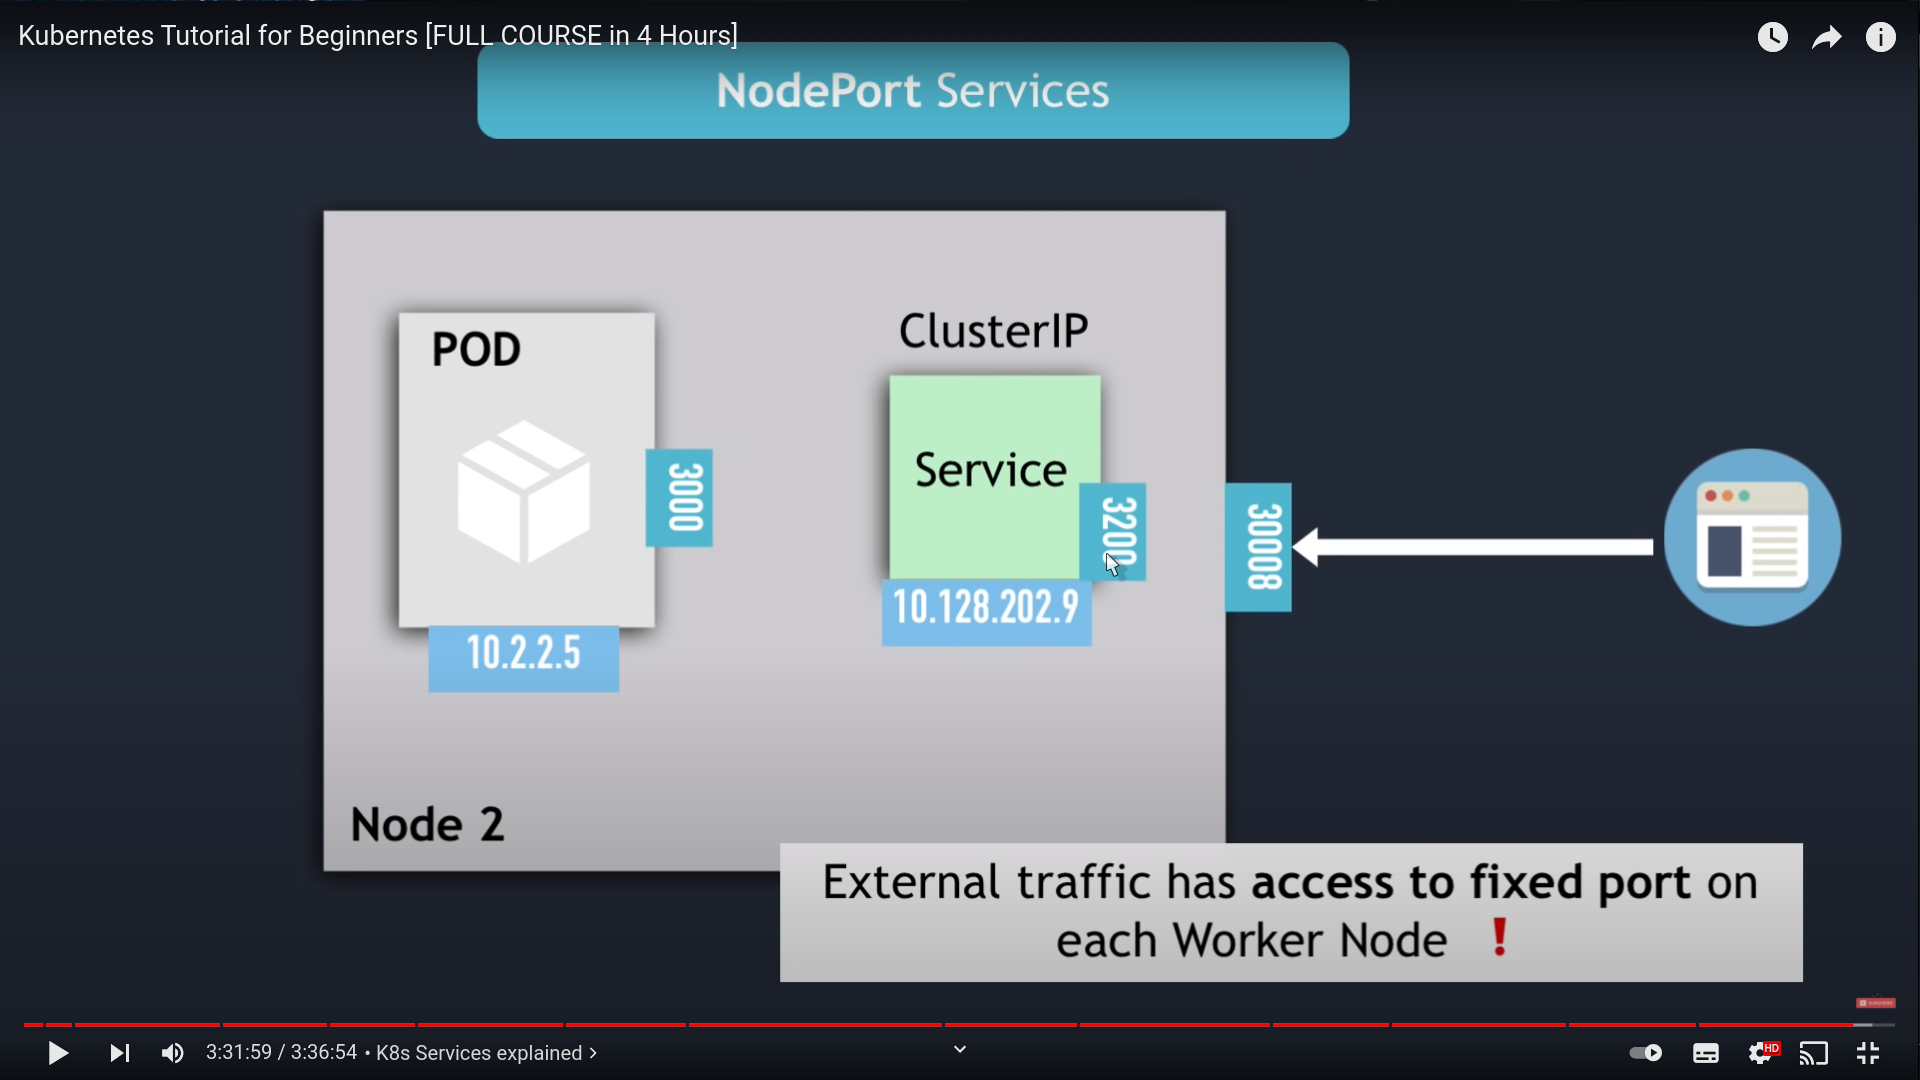 Kubernetes Tutorial for Beginners [FULL COURSE in 4 Hours]
NodePort Services
POD
3000
10.2.2.5
ClusterIP
Service
3200
10.128.202.9
30008
Node 2
External traffic has access to fixed port on
each Worker Node !
3:31:59 / 3:36:54 • K8s Services explained
HD